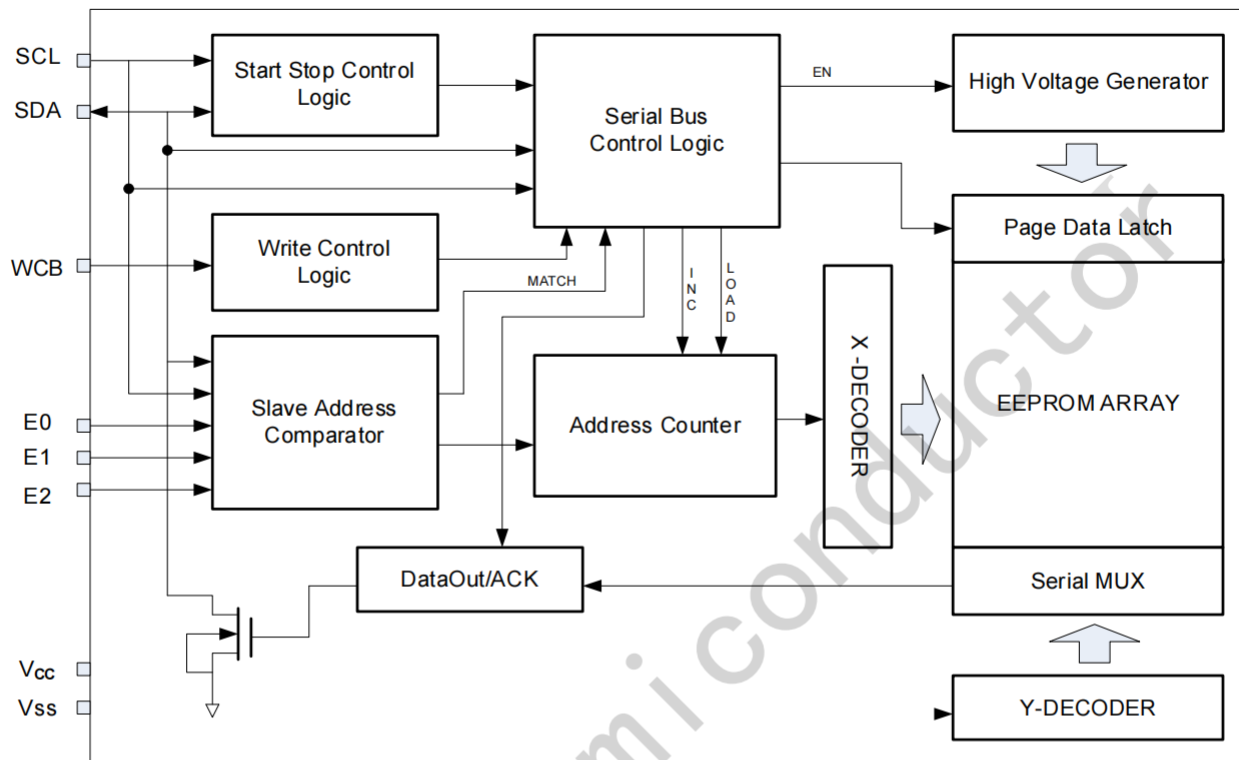 SCL
SDA
WCB
E0
E1
E2
Vcc
Vss
Start Stop Control
Logic
Write Control
Logic
Slave Address
Comparator
Serial Bus
Control Logic
EN
MATCH
INC
LOAD
Address Counter
DataOut/ACK
X -DECODER
High Voltage Generator
Page Data Latch
EEPROM ARRAY
Serial MUX
Y-DECODER
miconductor